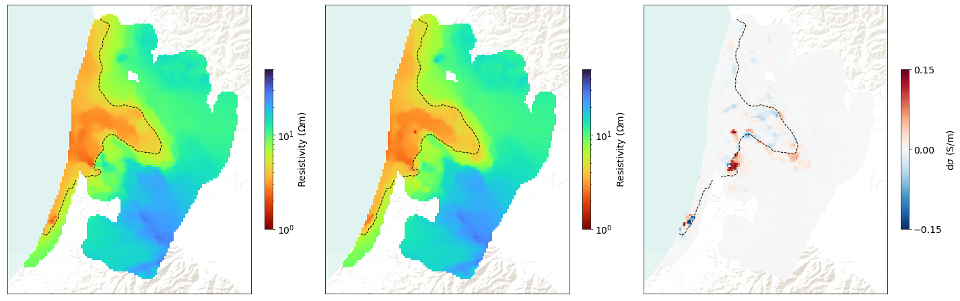 10¹
10⁰
Resistivity (Ωm)
10¹
10⁰
Resistivity (Ωm)
0.15
0.00
−0.15
dσ (S/m)